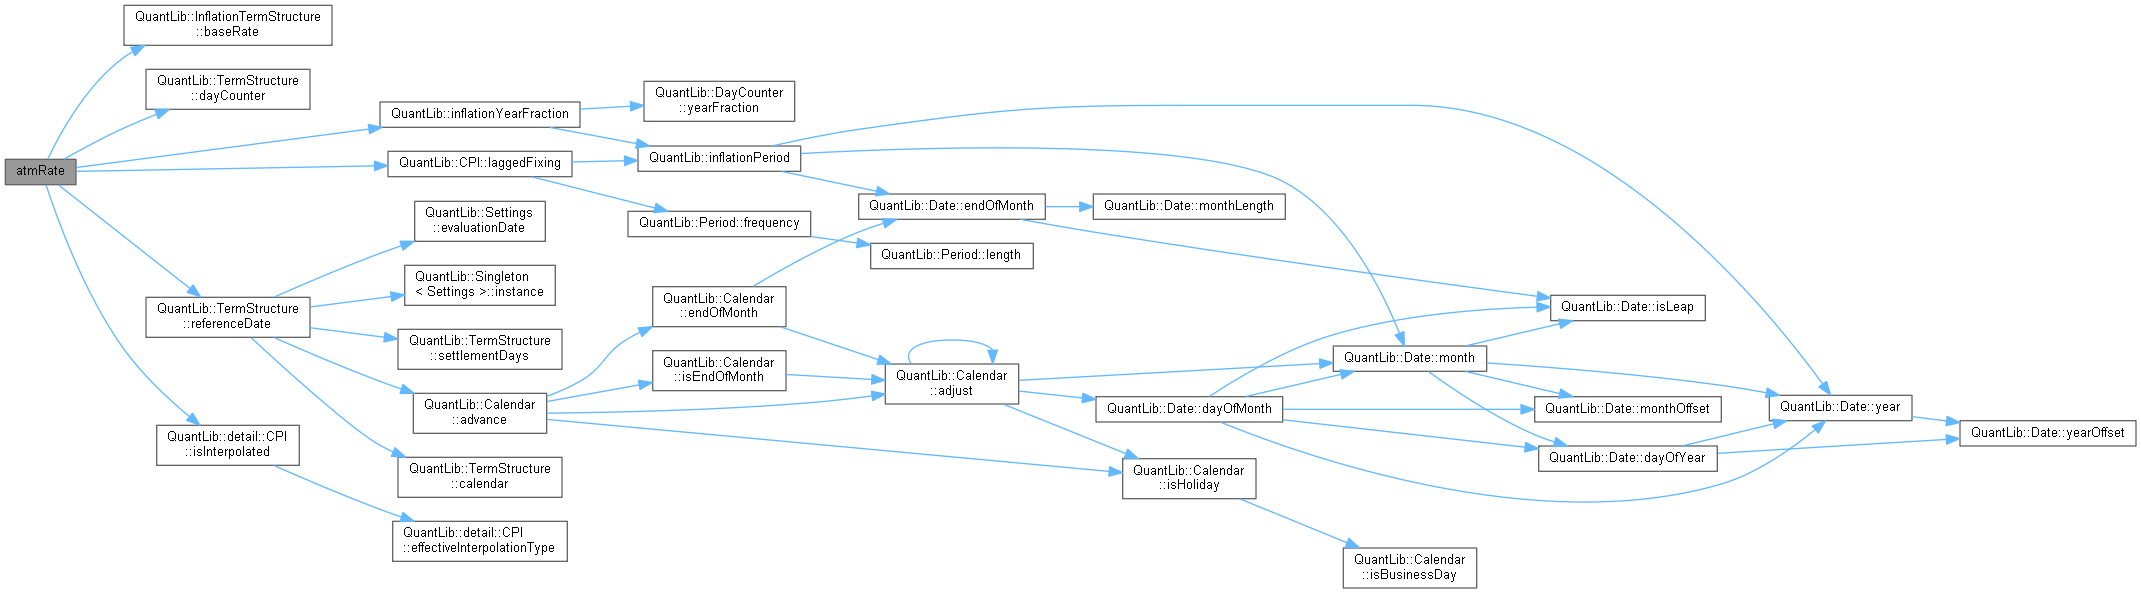 atmRate
QuantLib::InflationTermStructure
::baseRate
QuantLib::TermStructure
::dayCounter
QuantLib::inflationYearFraction
QuantLib::CPI::laggedFixing
QuantLib::TermStructure
::referenceDate
QuantLib::detail::CPI
::isInterpolated
QuantLib::DayCounter
::yearFraction
QuantLib::inflationPeriod
QuantLib::Period::frequency
QuantLib::Settings
::evaluationDate
QuantLib::Singleton
< Settings >::instance
QuantLib::TermStructure
::settlementDays
QuantLib::Calendar
::advance
QuantLib::TermStructure
::calendar
QuantLib::detail::CPI
::effectiveInterpolationType
QuantLib::Date::endOfMonth
QuantLib::Period::length
QuantLib::Calendar
::endOfMonth
QuantLib::Calendar
::isEndOfMonth
QuantLib::Calendar
::adjust
QuantLib::Date::monthLength
QuantLib::Date::dayOfMonth
QuantLib::Calendar
::isHoliday
QuantLib::Date::month
QuantLib::Calendar
::isBusinessDay
QuantLib::Date::isLeap
QuantLib::Date::monthOffset
QuantLib::Date::dayOfYear
QuantLib::Date::year
QuantLib::Date::yearOffset